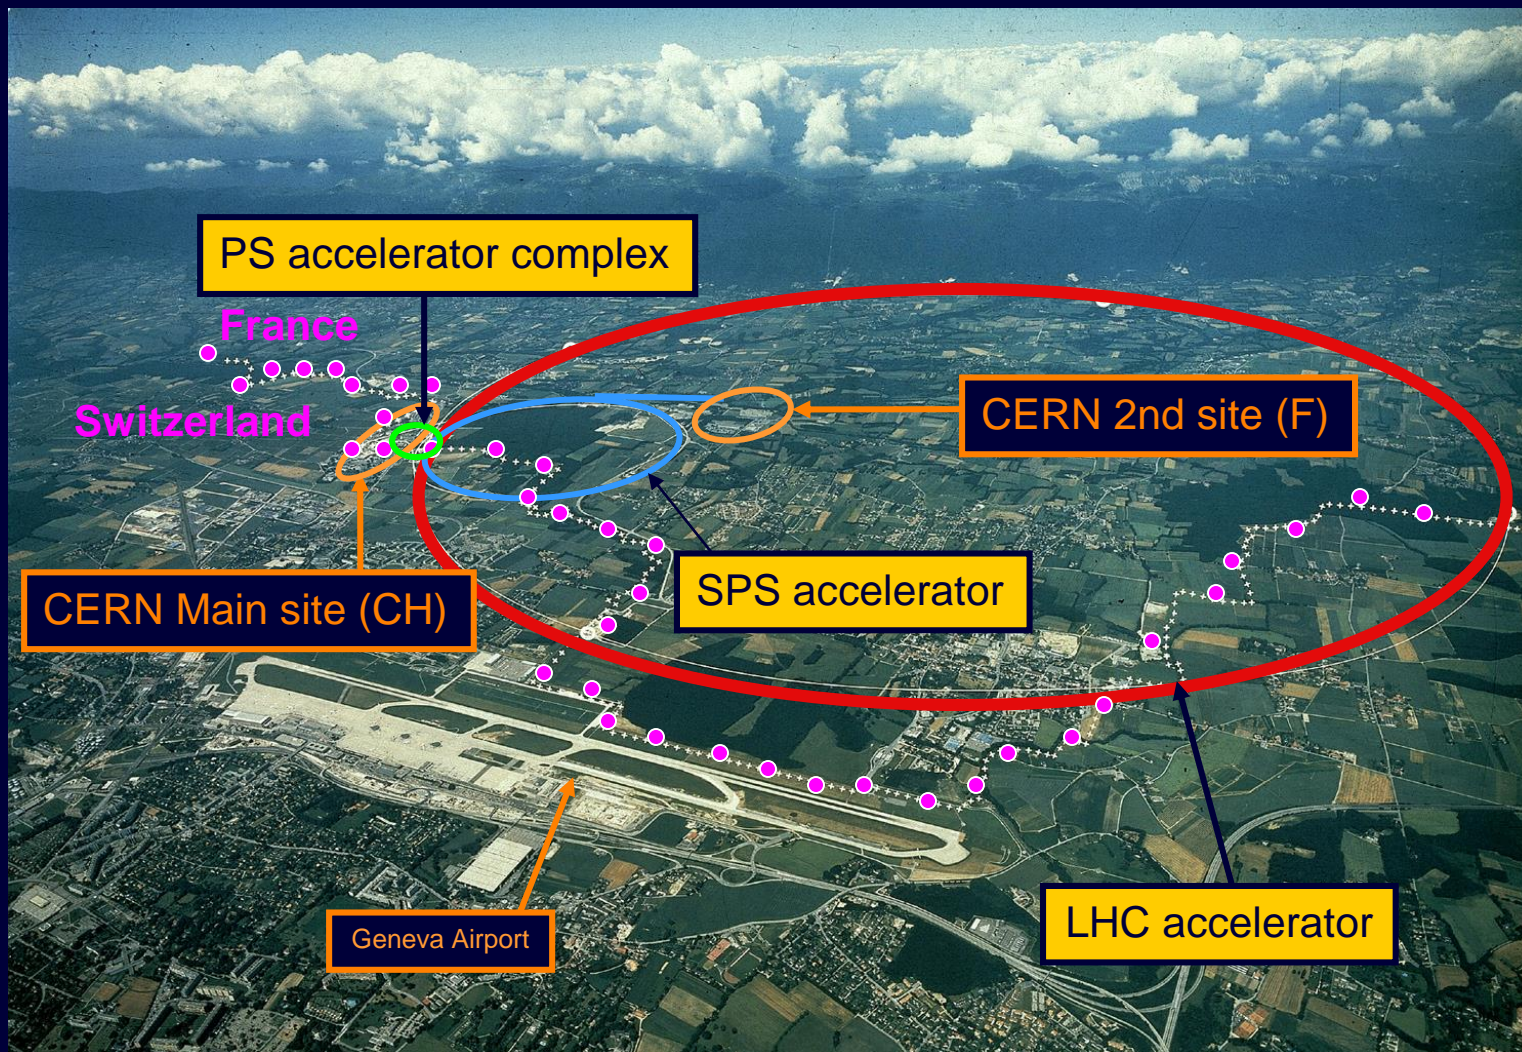 PS accelerator complex
France
Switzerland
CERN 2nd site (F)
SPS accelerator
CERN Main site (CH)
LHC accelerator
Geneva Airport